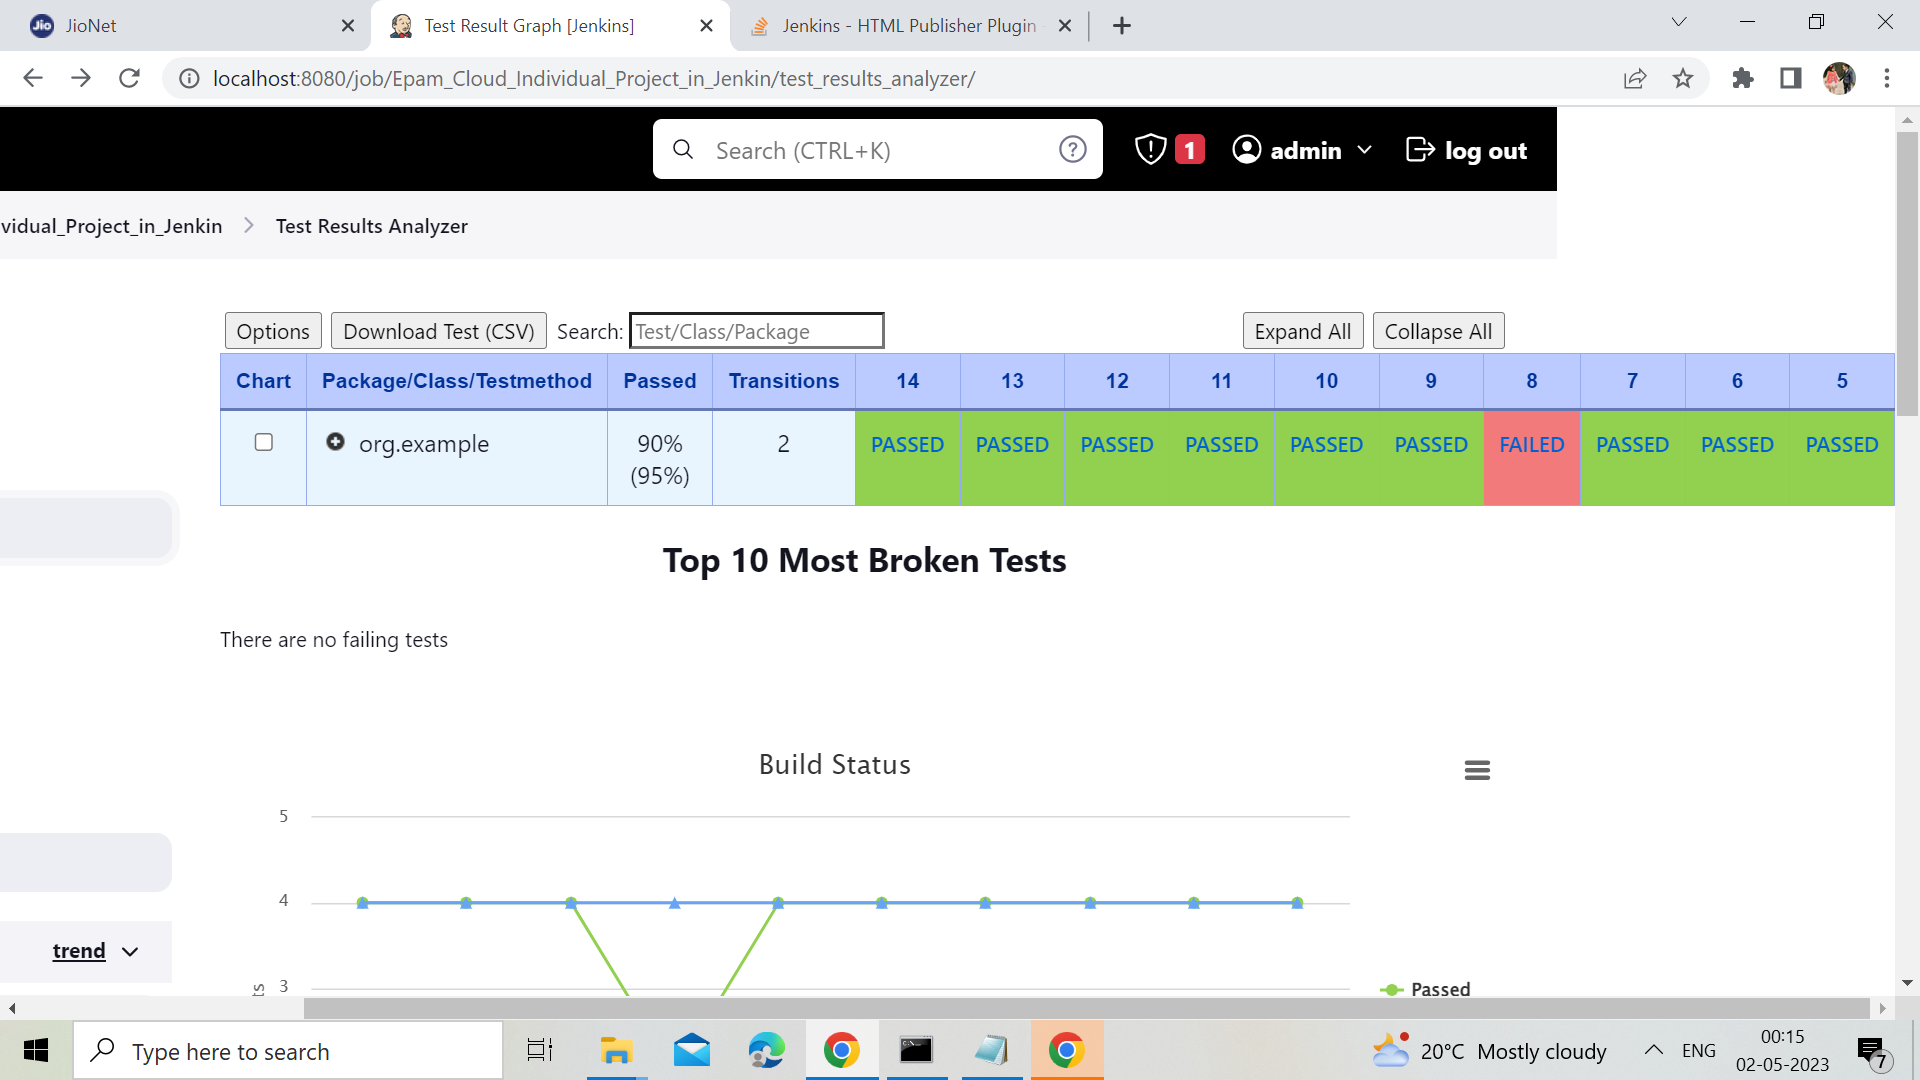 JioNet
Test Result Graph [Jenkins]
Jenkins - HTML Publisher Plugin
localhost:8080/job/Epam_Cloud_Individual_Project_in_Jenkin/test_results_analyzer/
Search (CTRL+K)
1
admin
log out
vidual_Project_in_Jenkin
Test Results Analyzer
Options
Download Test (CSV)
Search:
Test/Class/Package
Expand All
Collapse All
Chart Package/Class/Testmethod Passed Transitions 14 13 12 11 10 9 8 7 6 5
org.example 90% 2 PASSED PASSED PASSED PASSED PASSED PASSED FAILED PASSED PASSED PASSED
(95%)
Top 10 Most Broken Tests
There are no failing tests
Build Status
5
4
3
ts
trend
Passed
Type here to search
20°C Mostly cloudy
ENG
00:15
02-05-2023
7